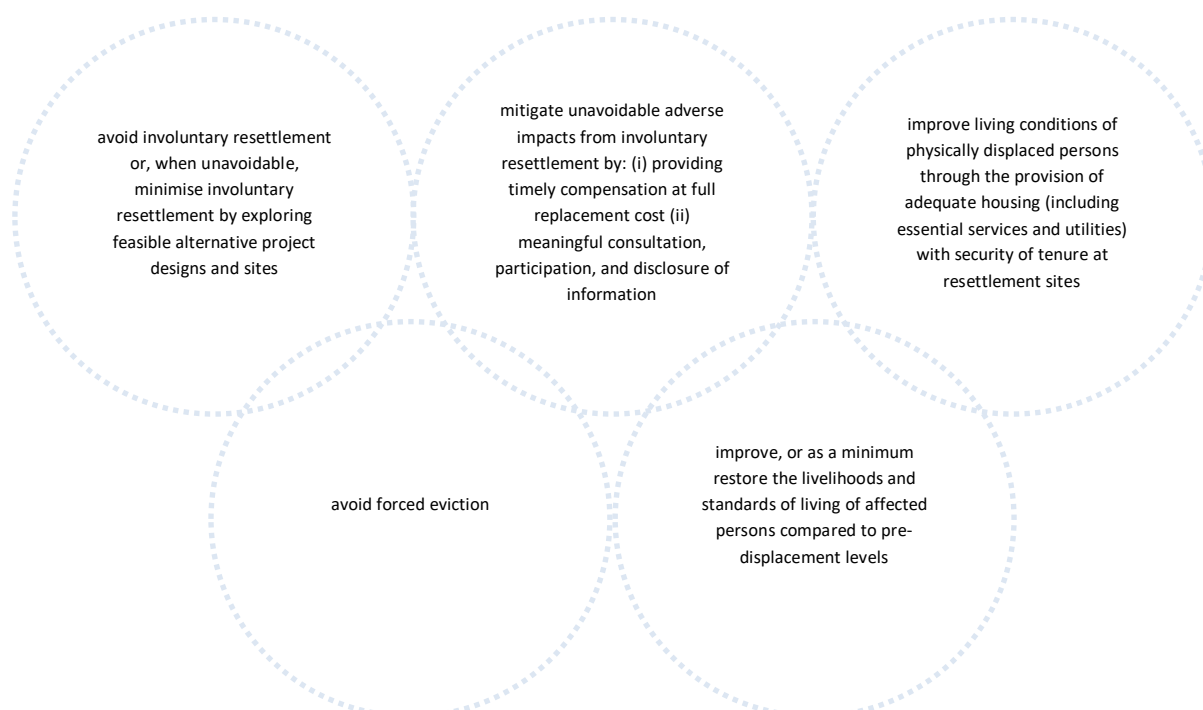 avoid involuntary resettlement
or, when unavoidable,
minimise involuntary
resettlement by exploring
feasible alternative project
designs and sites
mitigate unavoidable adverse
impacts from involuntary
resettlement by: (i) providing
timely compensation at full
replacement cost (ii)
meaningful consultation,
participation, and disclosure of
information
improve living conditions of
physically displaced persons
through the provision of
adequate housing (including
essential services and utilities)
with security of tenure at
resettlement sites
avoid forced eviction
improve, or as a minimum
restore the livelihoods and
standards of living of affected
persons compared to pre-
displacement levels